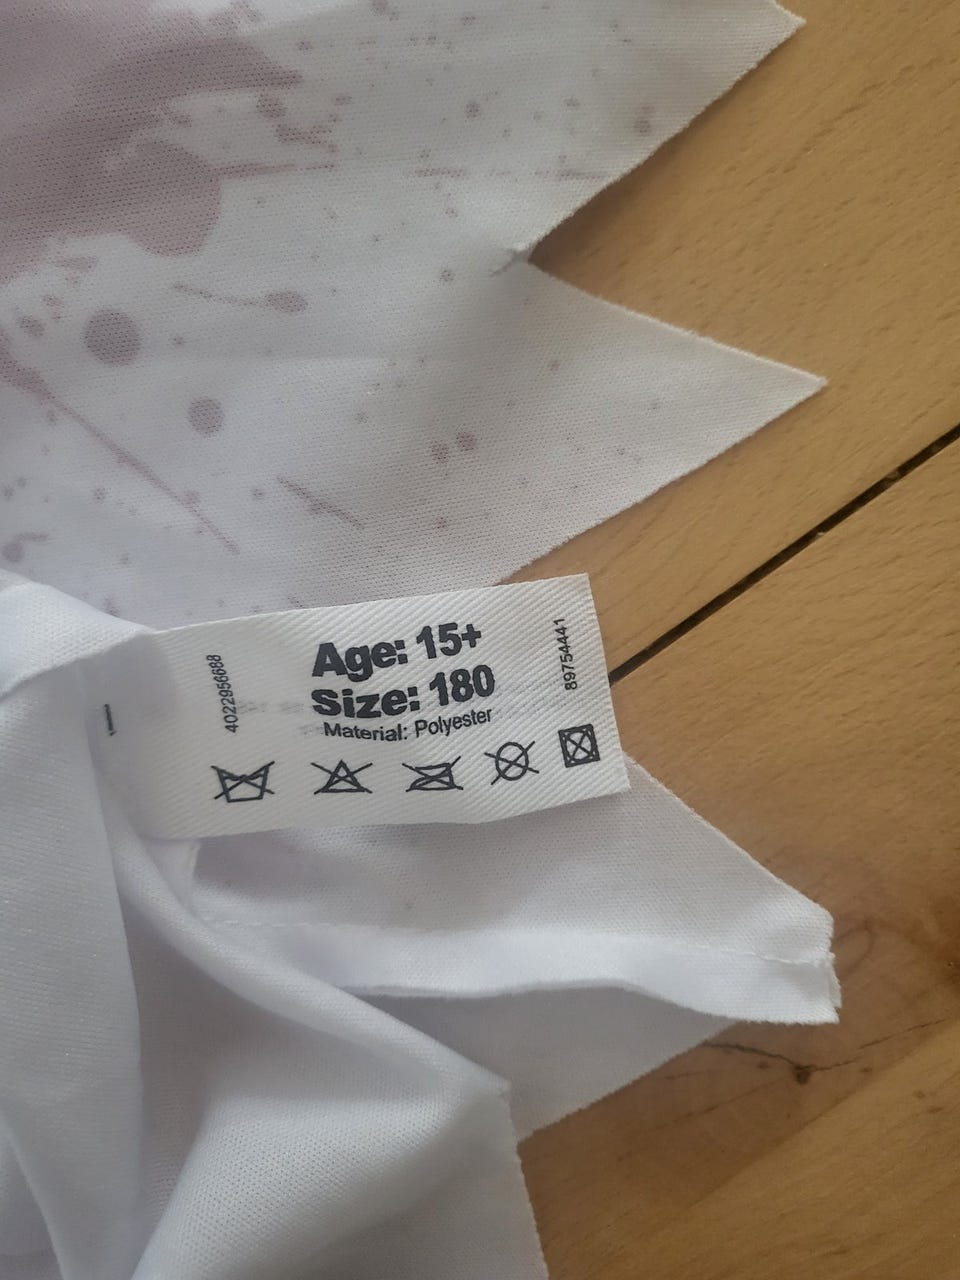 4022956688
Age: 15+
Size: 180
Material: Polyester
89754441